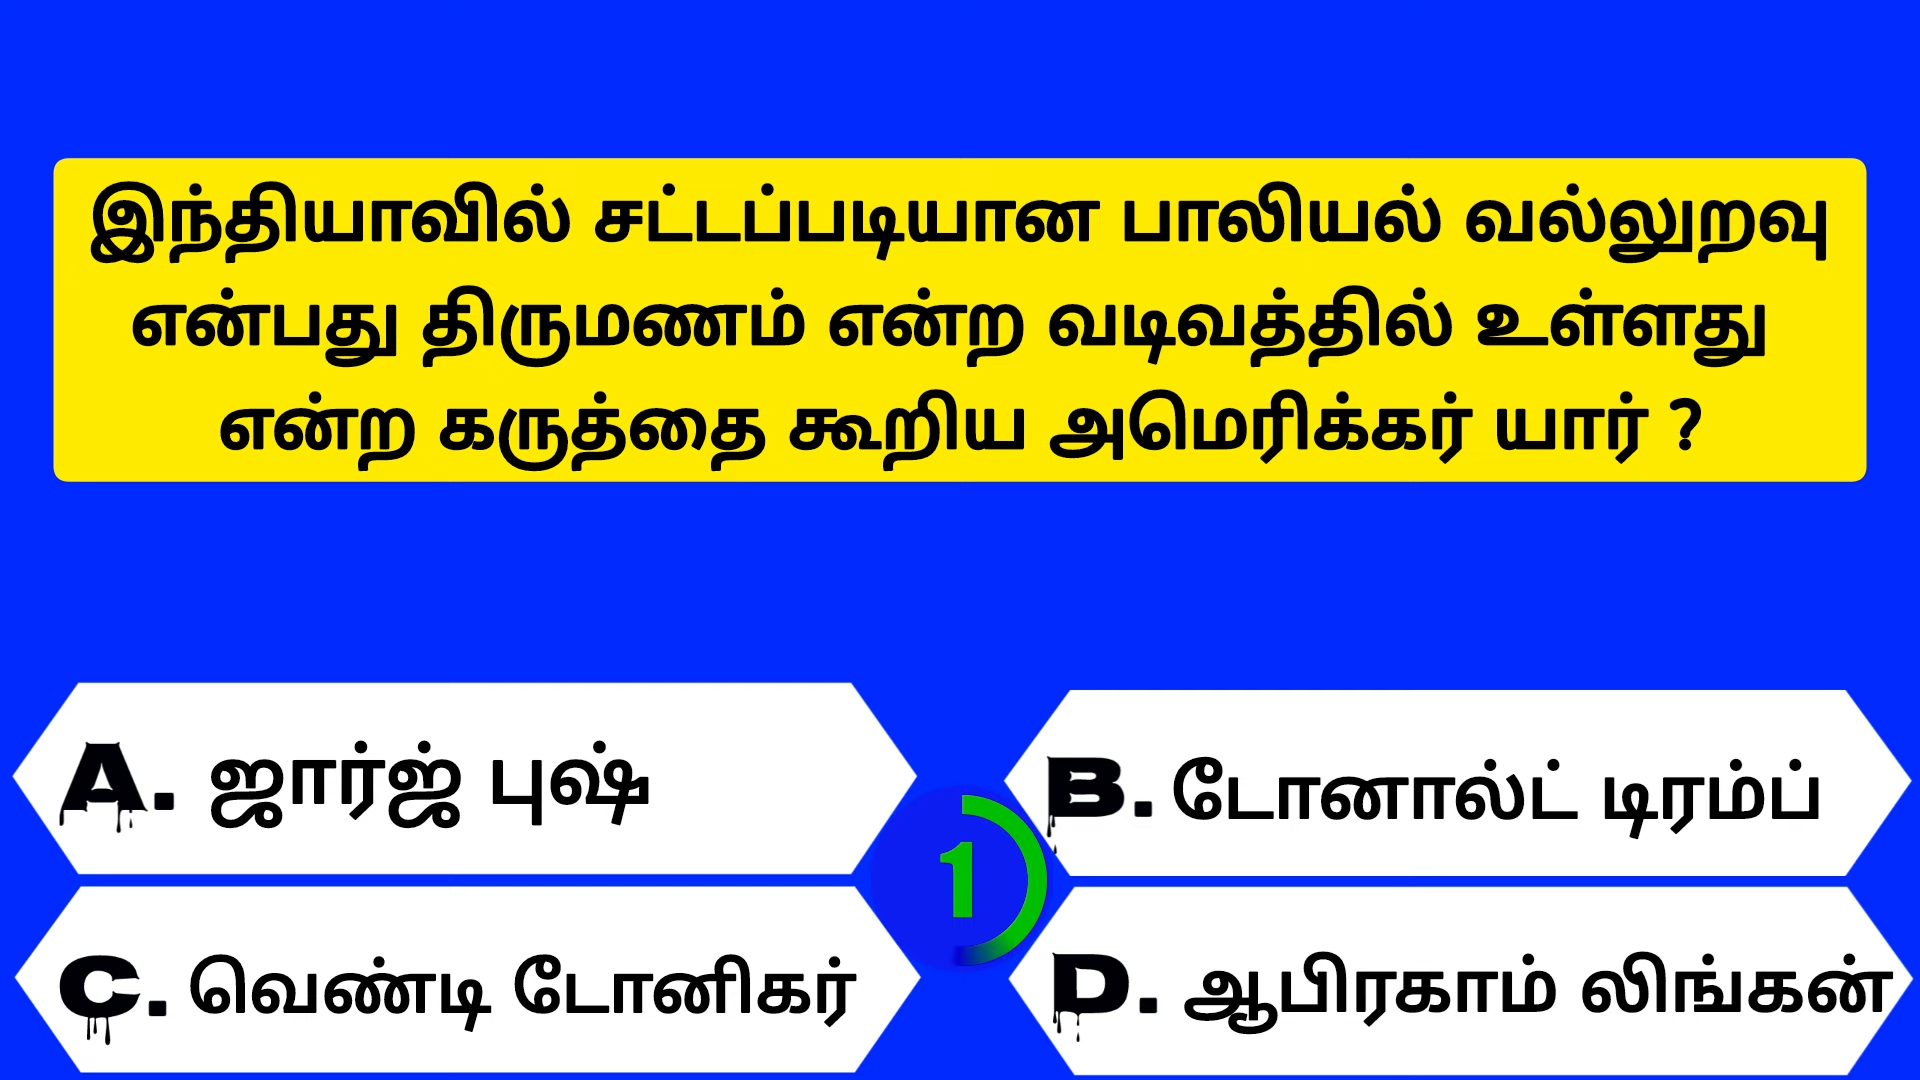 இந்தியாவில் சட்டப்படியான பாலியல் வல்லுறவு
என்பது திருமணம் என்ற வடிவத்தில் உள்ளது
என்ற கருத்தை கூறிய அமெரிக்கர் யார் ?
A. ஜார்ஜ் புஷ்
B. டோனால்ட் டிரம்ப்
1
C. வெண்டி டோனிகர்
D. ஆபிரகாம் லிங்கன்